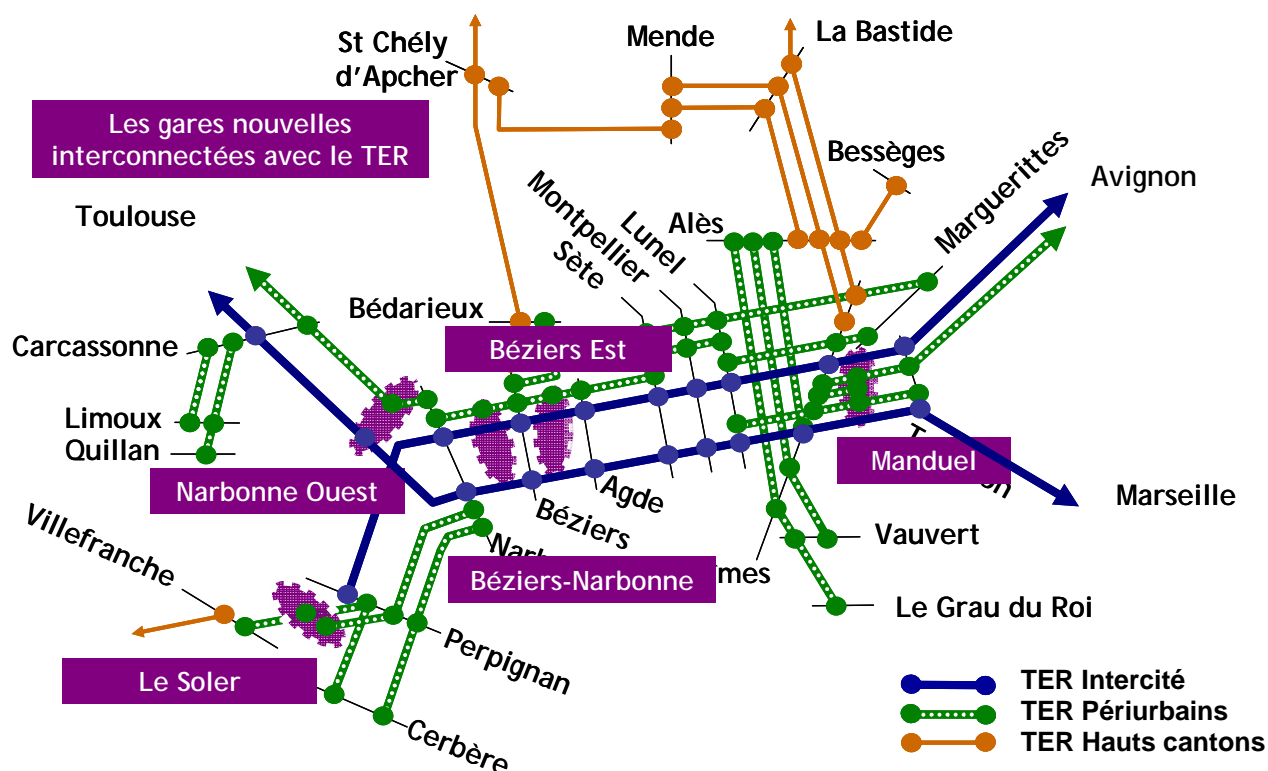 St Chély
d'Apcher
Mende
La Bastide
Les gares nouvelles
interconnectées avec le TER
Bessèges
Marguerittes
Avignon
Toulouse
Montpellier
Lunel
Sète
Alès
Bédarieux
Carcassonne
Béziers Est
Limoux
Quillan
Narbonne Ouest
Manduel
Agde
Béziers
Marseille
Villefranche
Vauvert
Béziers-Narbonne
Le Grau du Roi
Perpignan
Le Soler
Cerbère
TER Intercité
TER Périurbains
TER Hauts cantons